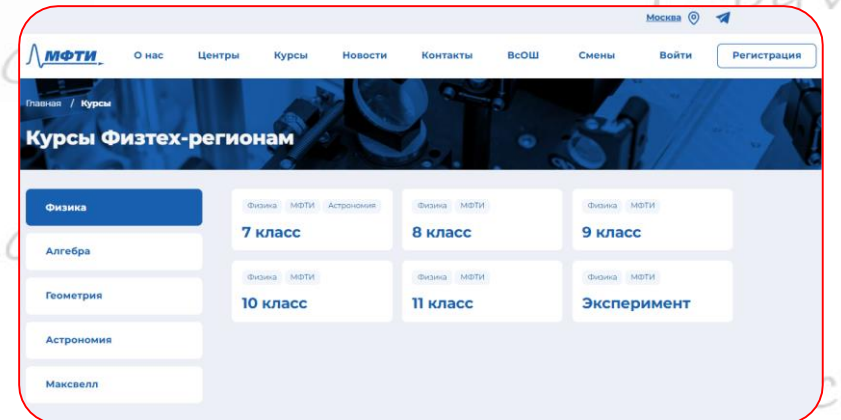 Москва
МФТИ О нас Центры Курсы Новости Контакты ВсОШ Смены Войти Регистрация
Главная / Курсы
Курсы Физтех-регионам
Физика
Алгебра
Геометрия
Астрономия
Максвелл
Физика МФТИ Астрономия
7 класс
Физика МФТИ
8 класс
Физика МФТИ
9 класс
Физика МФТИ
10 класс
Физика МФТИ
11 класс
Физика МФТИ
Эксперимент